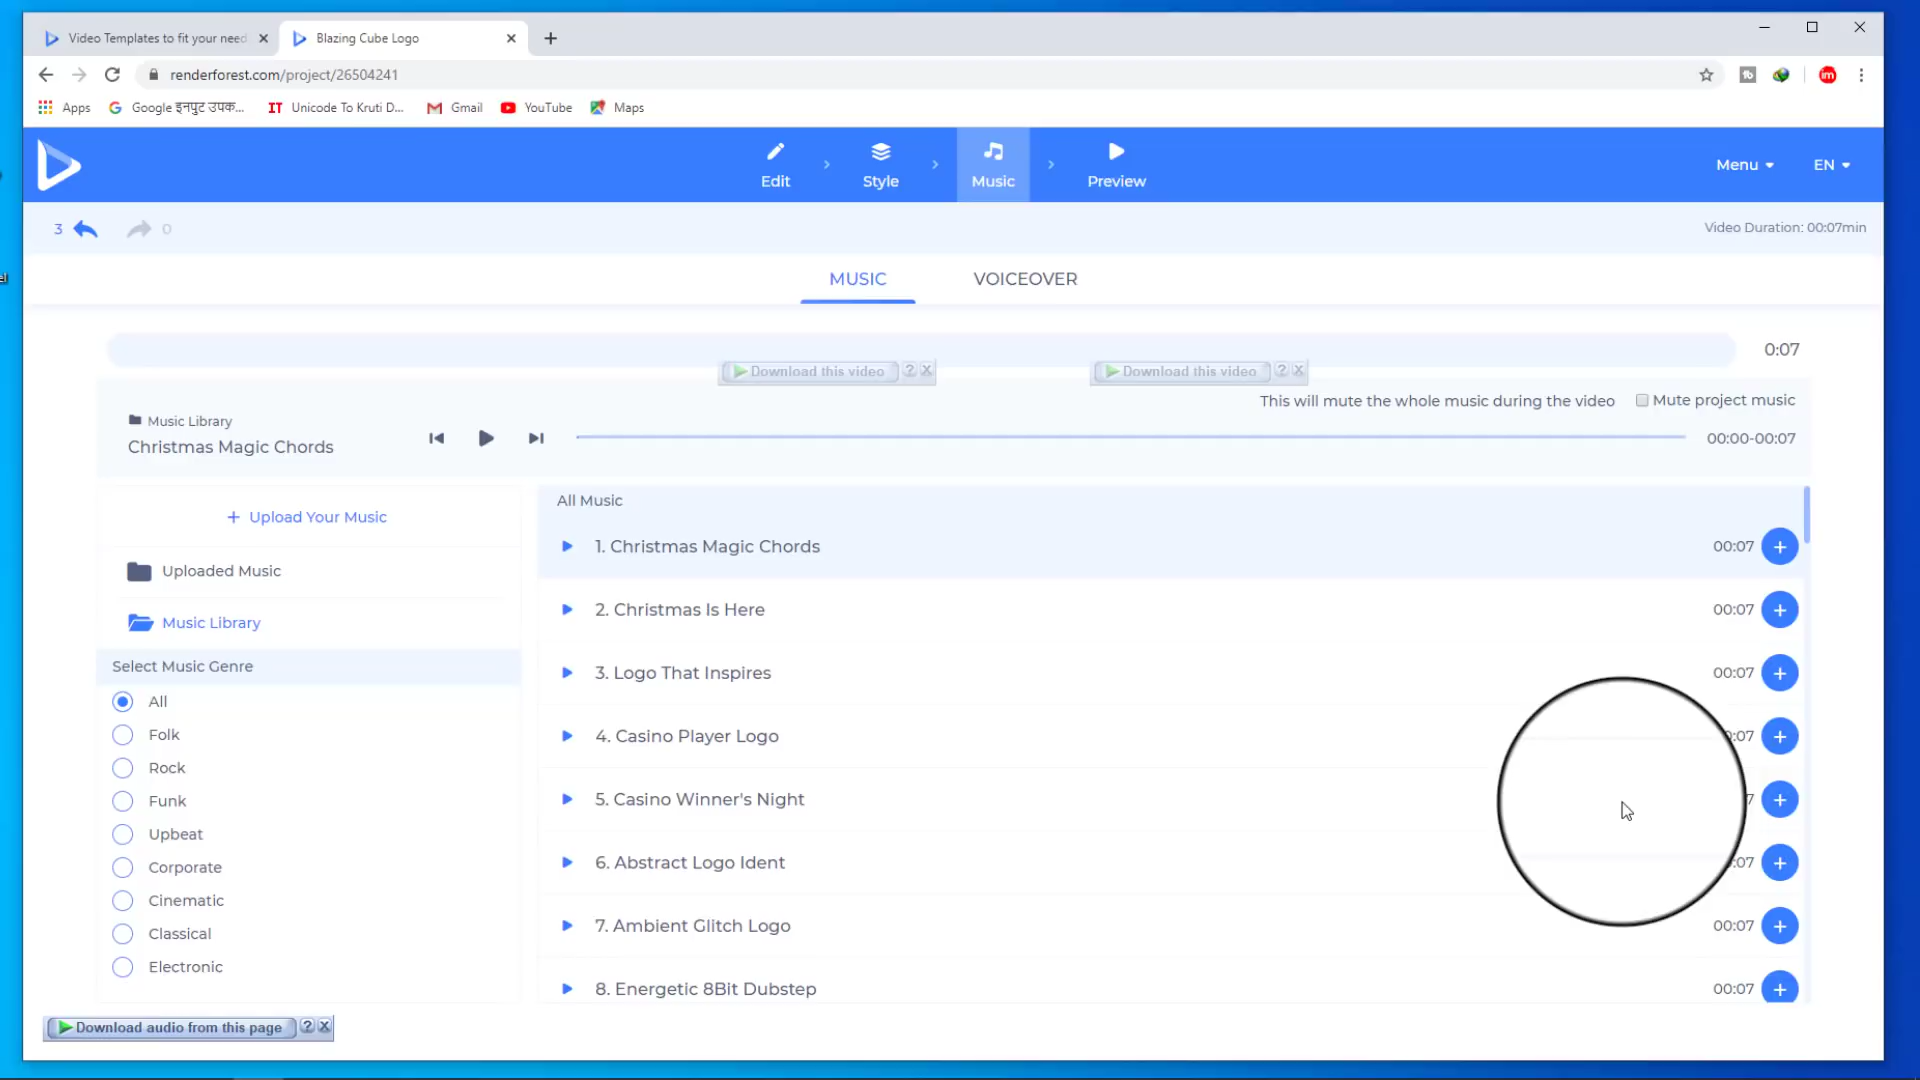 Video Templates to fit your need
Blazing Cube Logo
renderforest.com/project/26504241
Apps
Google इनपुट उपक...
IT Unicode To Kruti D...
Gmail
YouTube
Maps
Edit
Style
Music
Preview
Menu
EN
3
0
Video Duration: 00:07min
MUSIC
VOICEOVER
0:07
Download this video ? X
Download this video ? X
This will mute the whole music during the video
Mute project music
Music Library
Christmas Magic Chords
00:00-00:07
+ Upload Your Music
Uploaded Music
Music Library
Select Music Genre
All
Folk
Rock
Funk
Upbeat
Corporate
Cinematic
Classical
Electronic
All Music
1. Christmas Magic Chords 00:07
2. Christmas Is Here 00:07
3. Logo That Inspires 00:07
4. Casino Player Logo :07
5. Casino Winner's Night 7
6. Abstract Logo Ident :07
7. Ambient Glitch Logo 00:07
8. Energetic 8Bit Dubstep 00:07
Download audio from this page ? X